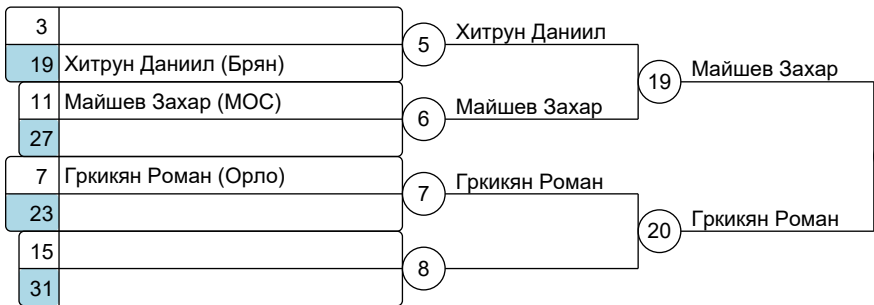 3
5 Хитрун Даниил
19 Хитрун Даниил (Брян)
19 Майшев Захар
11 Майшев Захар (МОС)
6 Майшев Захар
27
7 Гркикян Роман (Орло)
7 Гркикян Роман
23
20 Гркикян Роман
15
8
31